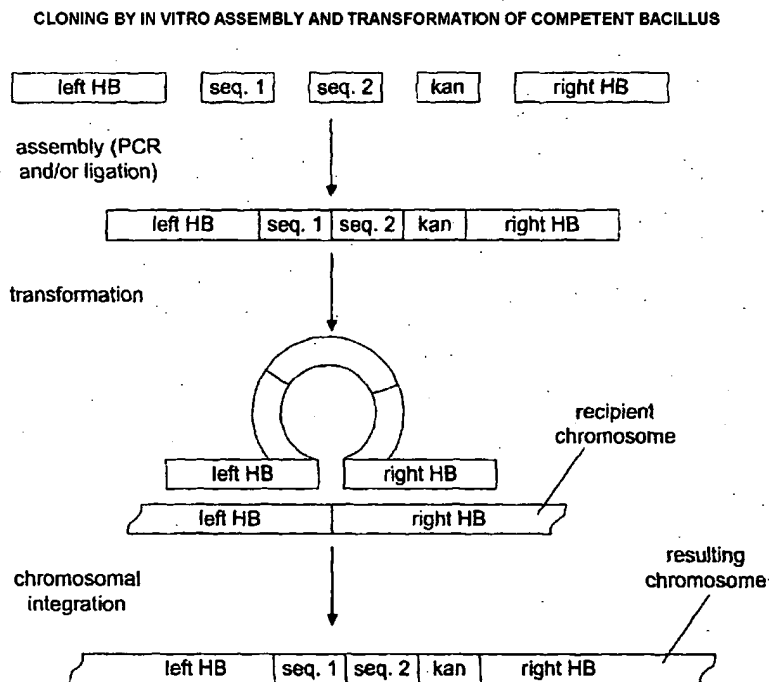 CLONING BY IN VITRO ASSEMBLY AND TRANSFORMATION OF COMPETENT BACILLUS
left HB seq. 1 seq. 2 kan right HB
assembly (PCR
and/or ligation)
left HB seq. 1 seq. 2 kan right HB
transformation
recipient
chromosome
left HB right HB
left HB right HB
chromosomal
integration
resulting
chromosome
left HB seq. 1 seq. 2 kan right HB